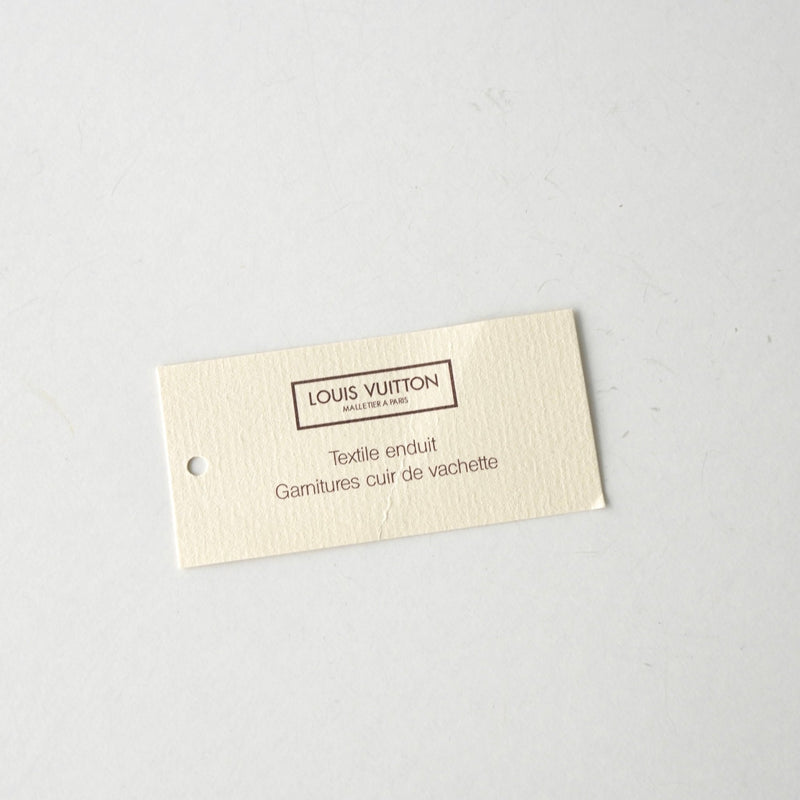 LOUIS VUITTON
MALLETIER A PARIS
Textile enduit
Garnitures cuir de vachette